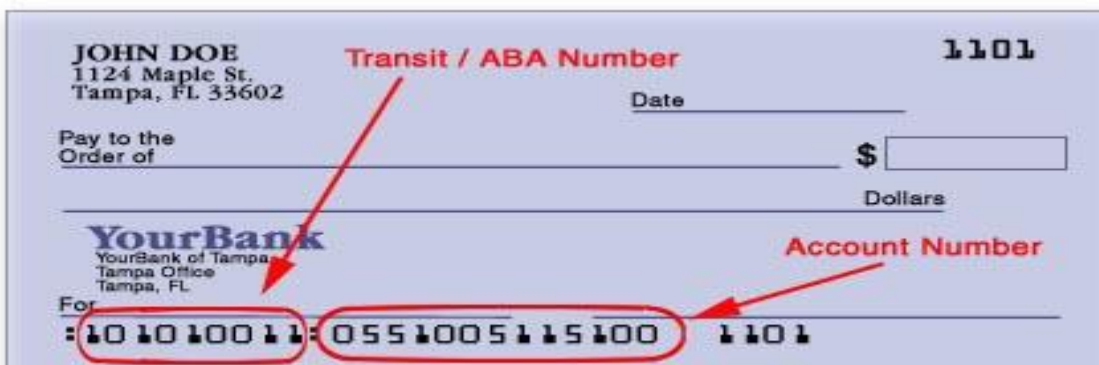 JOHN DOE
1124 Maple St.
Tampa, FL 33602
Transit / ABA Number
1101
Date
Pay to the
Order of
$
Dollars
YourBank
YourBank of Tampa
Tampa Office
Tampa, FL
Account Number
For
:101010011: 0551005115100 1101